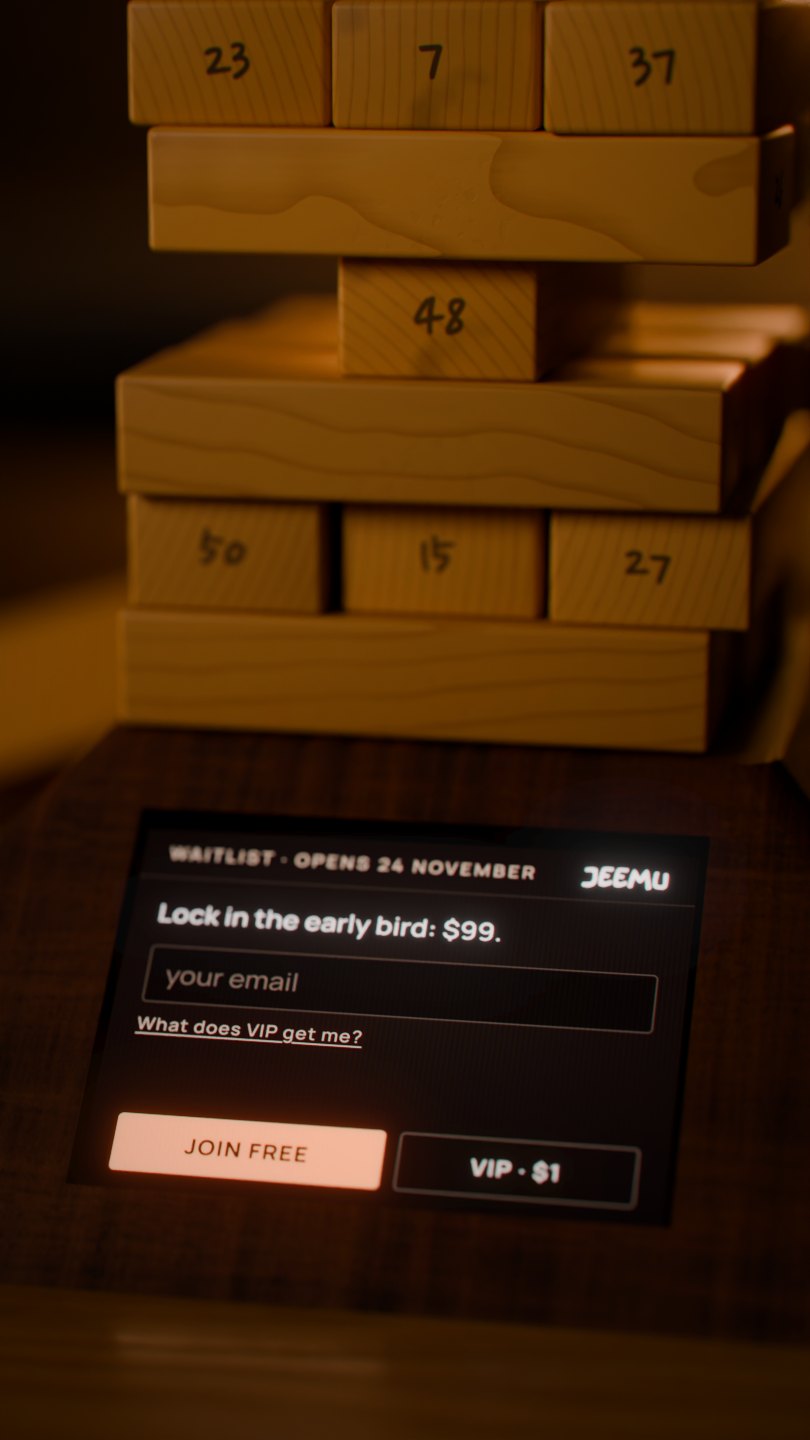 23 7 37
48
50 15 27
WAITLIST · OPENS 24 NOVEMBER JEEMU
Lock in the early bird: $99.
your email
What does VIP get me?
JOIN FREE VIP · $1